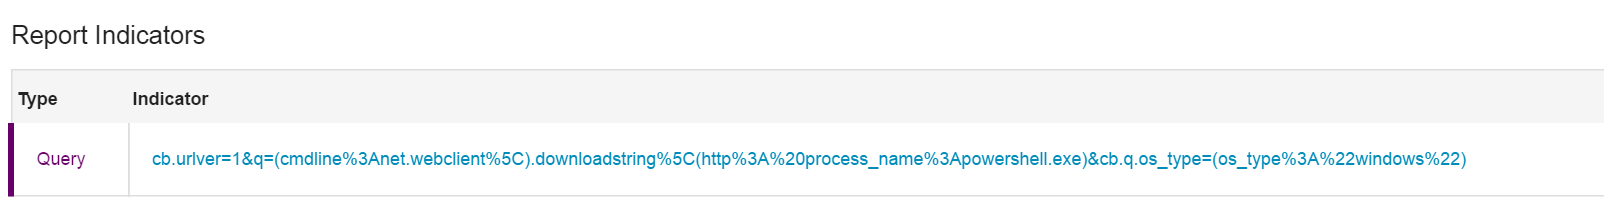 Report Indicators
Type Indicator
Query cb.urlver=1&q=(cmdline%3Anet.webclient%5C).downloadstring%5C(http%3A%20process_name%3Apowershell.exe)&cb.q.os_type=(os_type%3A%22windows%22)